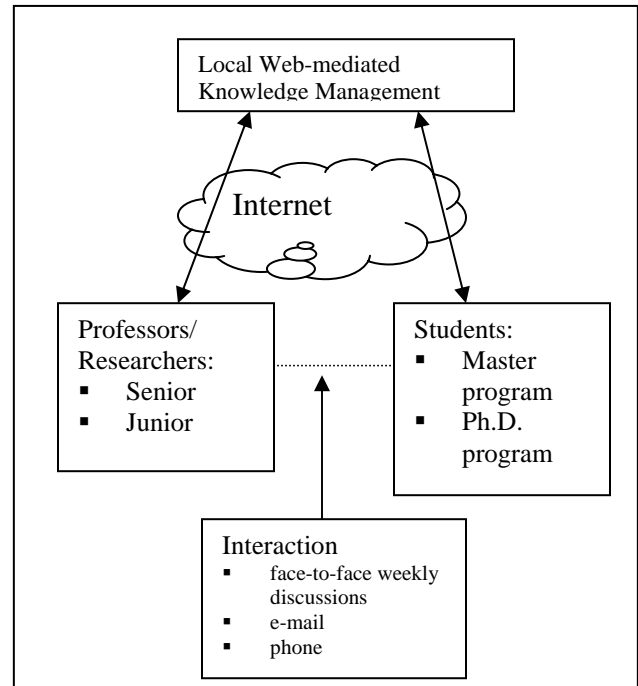 Local Web-mediated
Knowledge Management
Internet
Professors/
Researchers:
▪ Senior
▪ Junior
Students:
▪ Master
program
▪ Ph.D.
program
Interaction
▪ face-to-face weekly
discussions
▪ e-mail
▪ phone